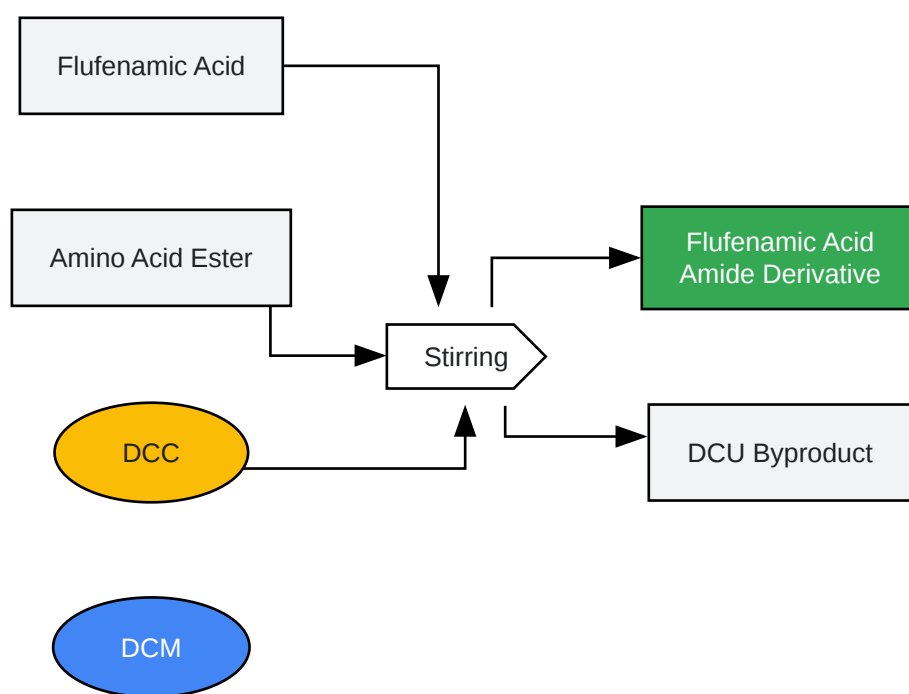 Flufenamic Acid
Amino Acid Ester
Stirring
Flufenamic Acid
Amide Derivative
DCC
DCU Byproduct
DCM